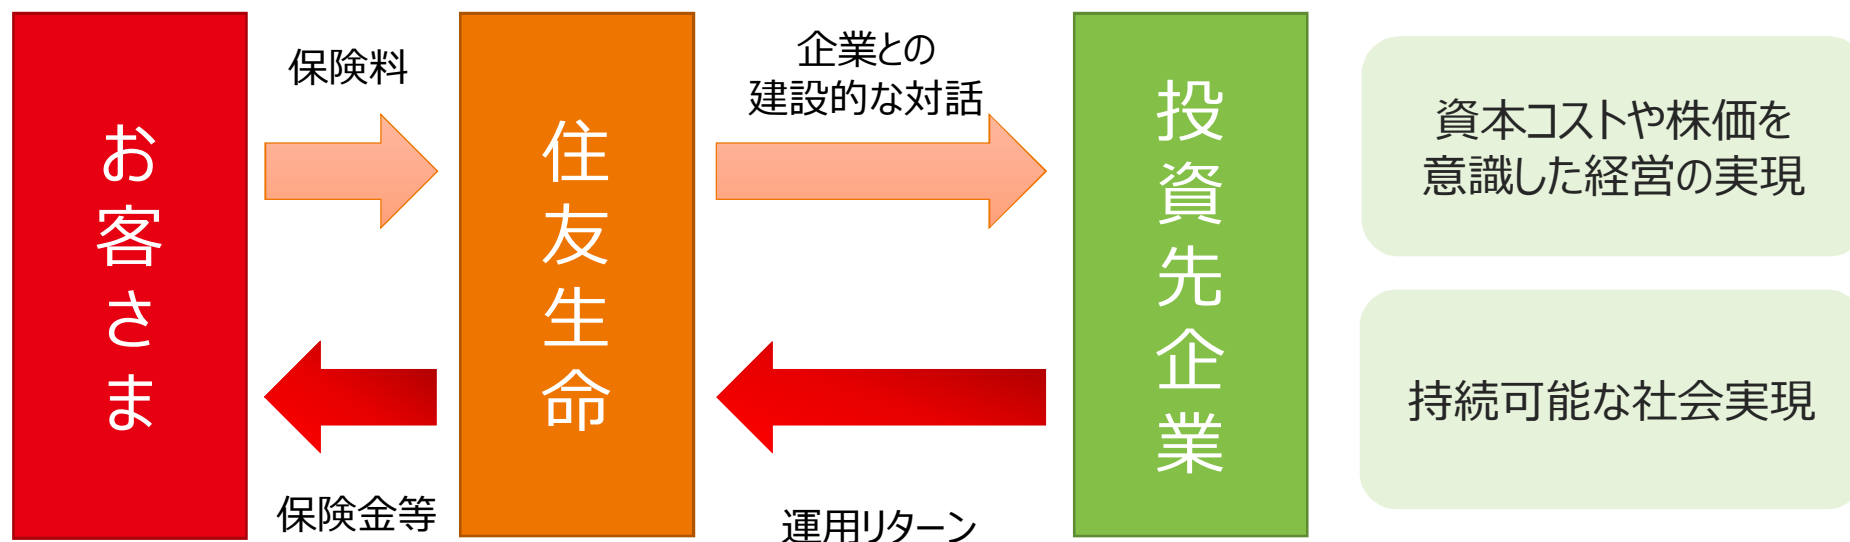 お客さま
保険料
保険金等
住友生命
企業との
建設的な対話
運用リターン
投資先企業
資本コストや株価を
意識した経営の実現
持続可能な社会実現